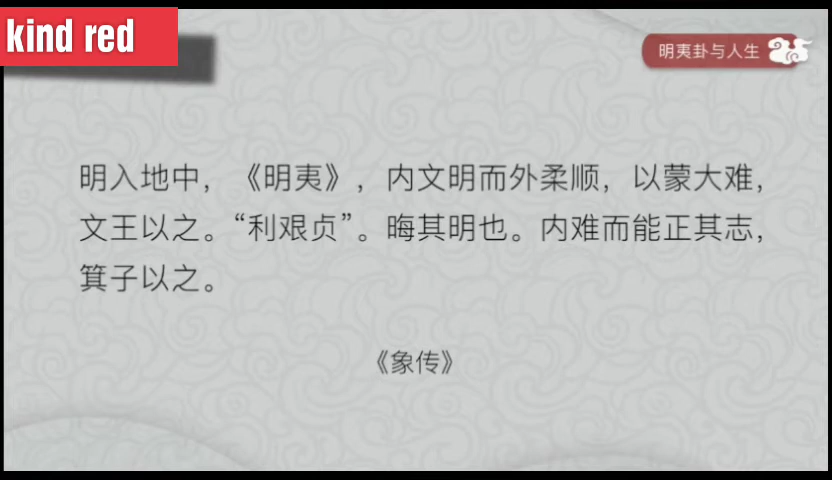 kind red
明夷卦与人生
明入地中，《明夷》，内文明而外柔顺，以蒙大难，
文王以之。“利艰贞”。晦其明也。内难而能正其志，
箕子以之。
《象传》